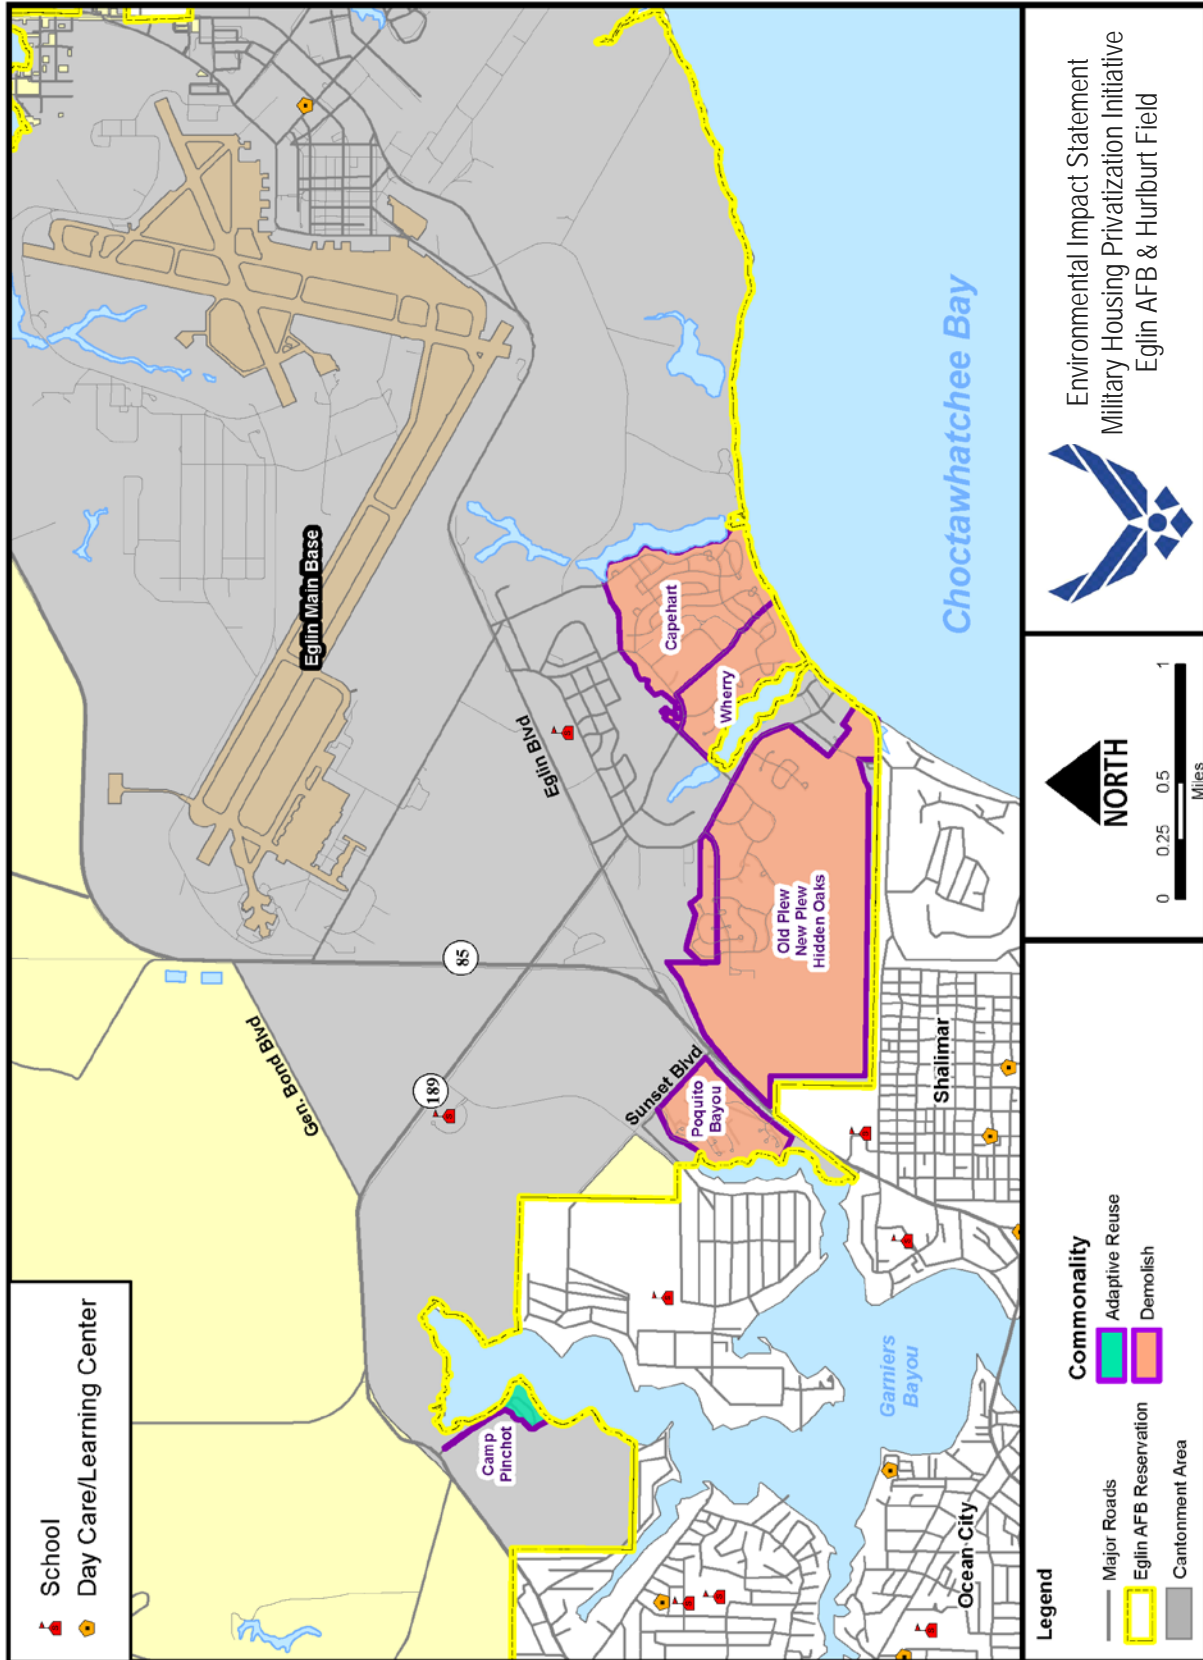 School
Day Care/Learning Center
Gen. Bond Blvd
85
189
Eglin Main Base
Eglin Blvd
Sunset Blvd
Camp
Pinchot
Poquito
Bayou
Old Plew
New Plew
Hidden Oaks
Wherry
Capehart
Choctawhatchee Bay
Garniers
Bayou
Shalimar
Ocean City
Legend
Major Roads
Eglin AFB Reservation
Cantonment Area
Commonality
Adaptive Reuse
Demolish
NORTH
0 0.25 0.5 1
Miles
Environmental Impact Statement
Military Housing Privatization Initiative
Eglin AFB & Hurlburt Field